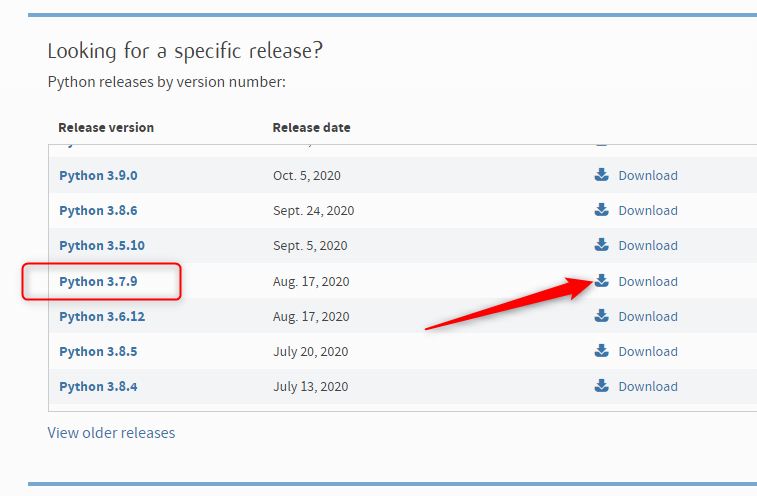 Looking for a specific release?
Python releases by version number:
Release version Release date
Python 3.9.0 Oct. 5, 2020 Download
Python 3.8.6 Sept. 24, 2020 Download
Python 3.5.10 Sept. 5, 2020 Download
Python 3.7.9 Aug. 17, 2020 Download
Python 3.6.12 Aug. 17, 2020 Download
Python 3.8.5 July 20, 2020 Download
Python 3.8.4 July 13, 2020 Download
View older releases